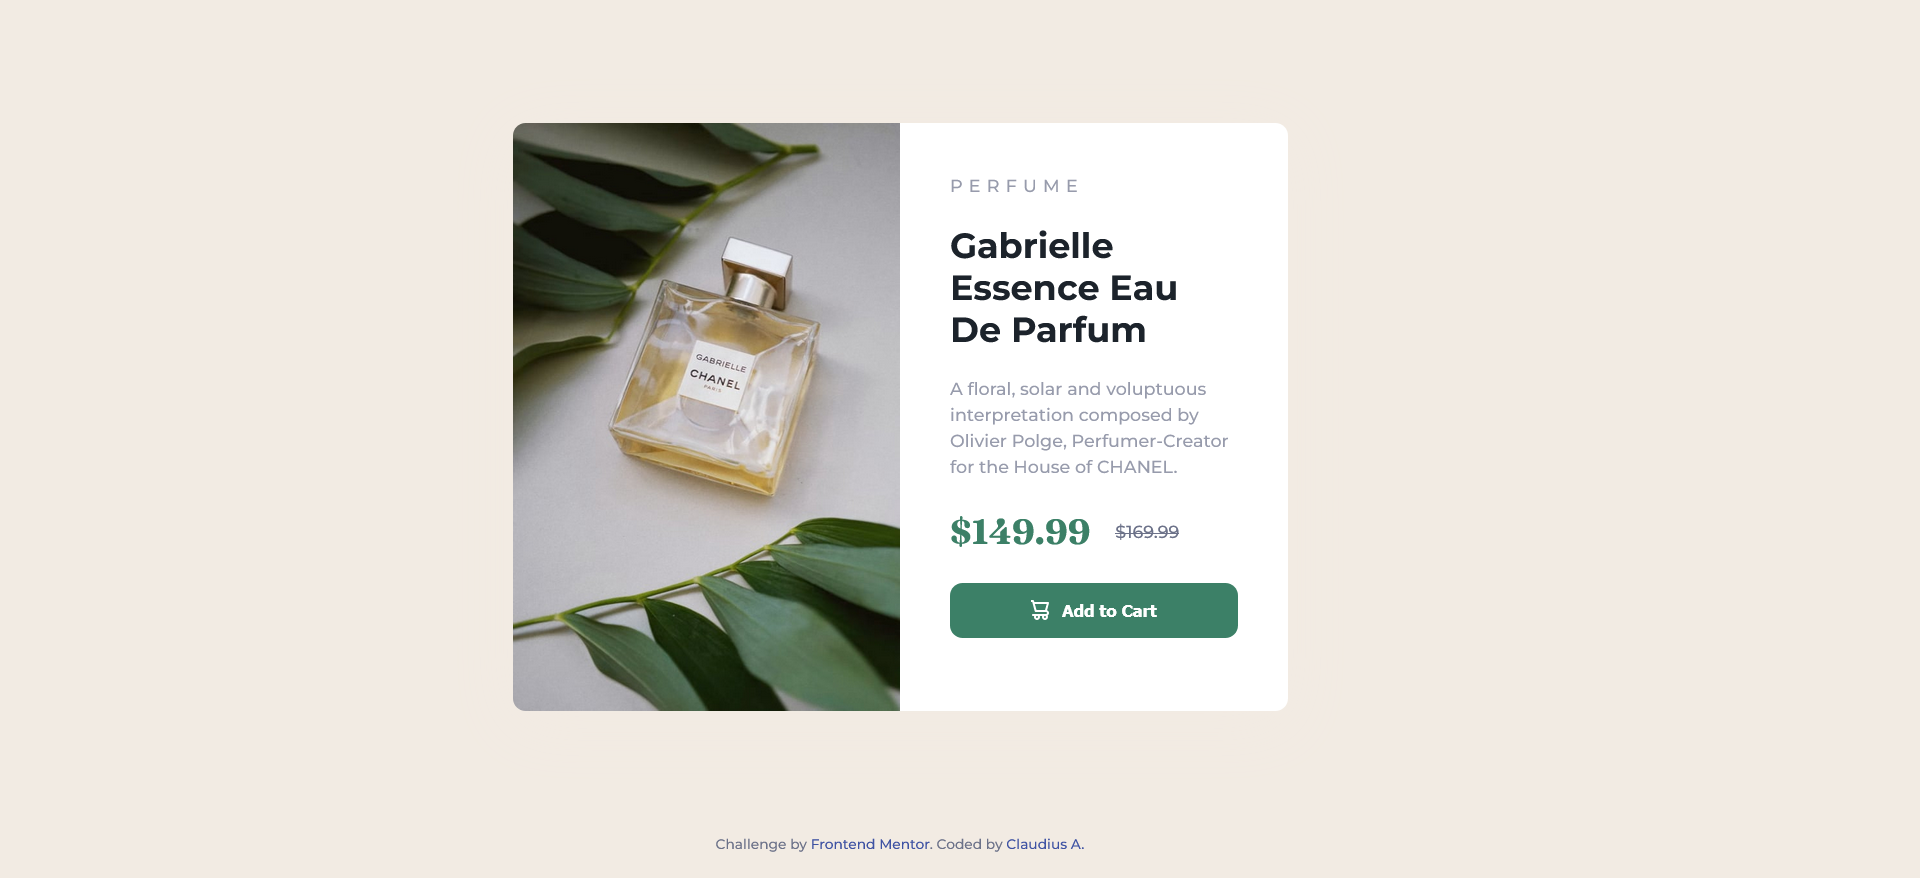 PERFUME
Gabrielle
Essence Eau
De Parfum
A floral, solar and voluptuous
interpretation composed by
Olivier Polge, Perfumer-Creator
for the House of CHANEL.
$149.99 $169.99
Add to Cart
GABRIELLE
CHANEL
PARIS
Challenge by Frontend Mentor. Coded by Claudius A.